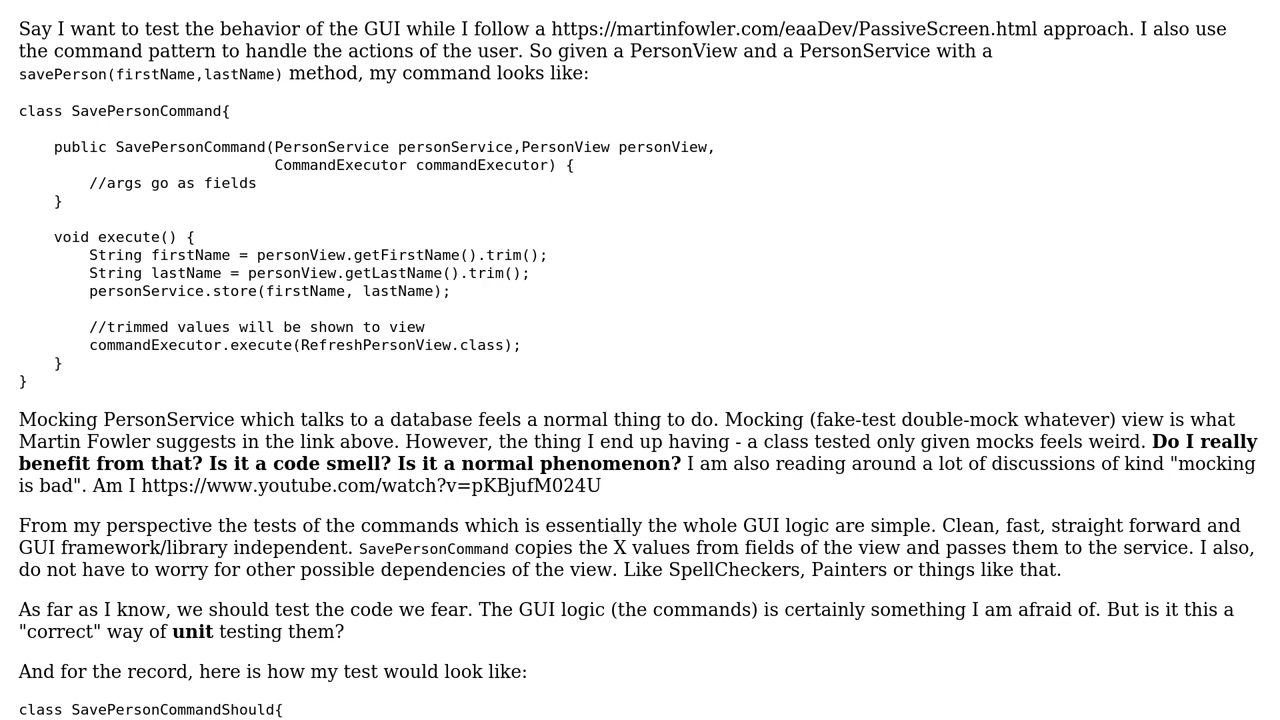 Say I want to test the behavior of the GUI while I follow a https://martinfowler.com/eaaDev/PassiveScreen.html approach. I also use
the command pattern to handle the actions of the user. So given a PersonView and a PersonService with a
savePerson(firstName,lastName) method, my command looks like:
class SavePersonCommand{
    public SavePersonCommand(PersonService personService,PersonView personView,
                             CommandExecutor commandExecutor) {
        //args go as fields
    }
    void execute() {
        String firstName = personView.getFirstName().trim();
        String lastName = personView.getLastName().trim();
        personService.store(firstName, lastName);
        //trimmed values will be shown to view
        commandExecutor.execute(RefreshPersonView.class);
    }
}
Mocking PersonService which talks to a database feels a normal thing to do. Mocking (fake-test double-mock whatever) view is what
Martin Fowler suggests in the link above. However, the thing I end up having - a class tested only given mocks feels weird. Do I really
benefit from that? Is it a code smell? Is it a normal phenomenon? I am also reading around a lot of discussions of kind "mocking
is bad". Am I https://www.youtube.com/watch?v=pKBjufM024U
From my perspective the tests of the commands which is essentially the whole GUI logic are simple. Clean, fast, straight forward and
GUI framework/library independent. SavePersonCommand copies the X values from fields of the view and passes them to the service. I also,
do not have to worry for other possible dependencies of the view. Like SpellCheckers, Painters or things like that.
As far as I know, we should test the code we fear. The GUI logic (the commands) is certainly something I am afraid of. But is it this a
"correct" way of unit testing them?
And for the record, here is how my test would look like:
class SavePersonCommandShould{